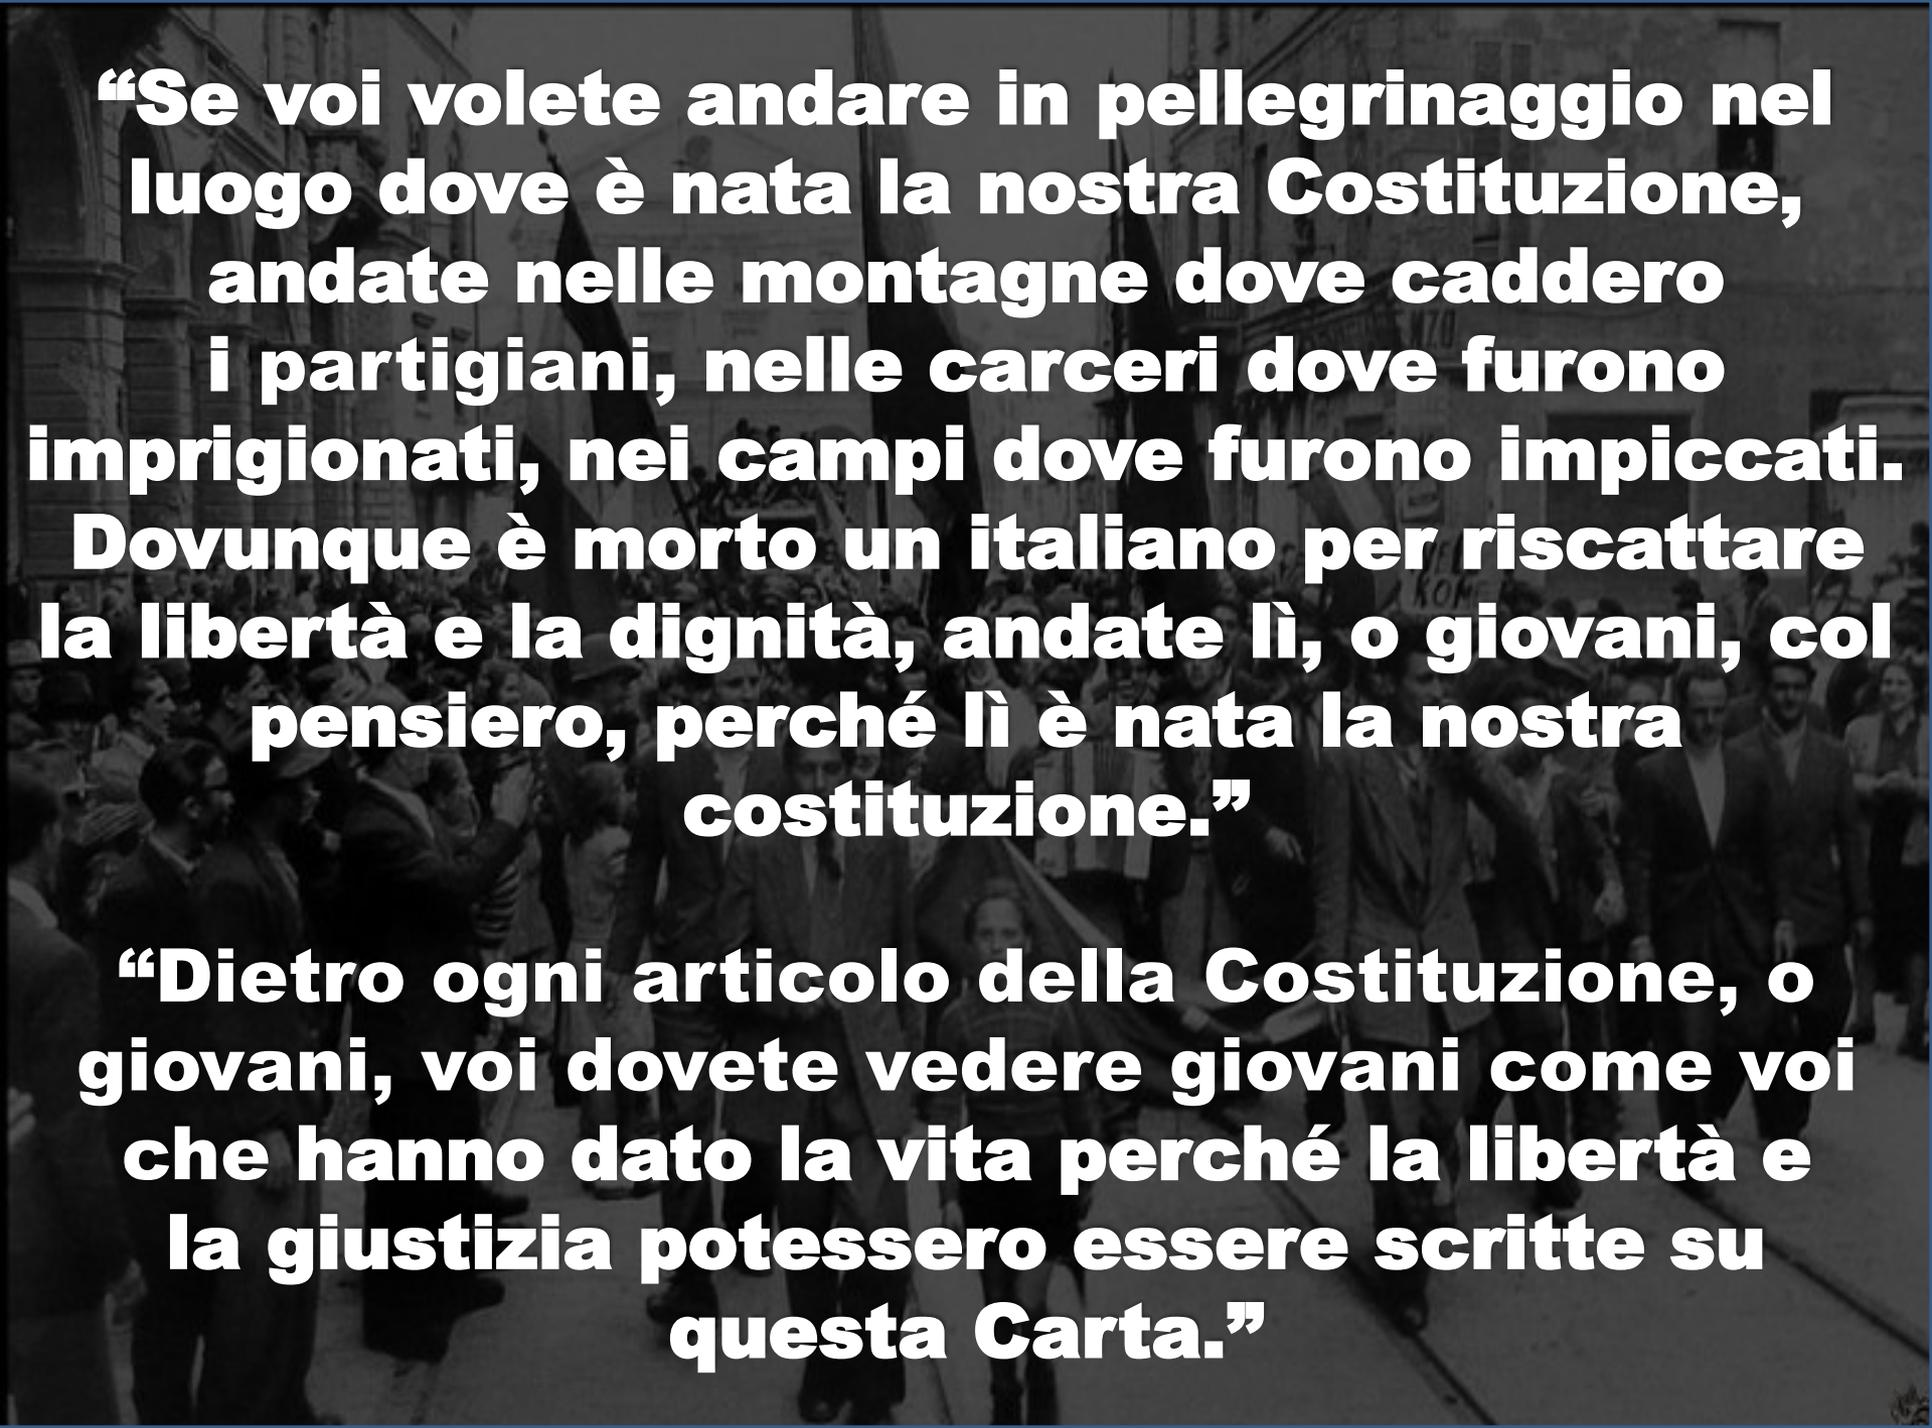 “Se voi volete andare in pellegrinaggio nel
luogo dove è nata la nostra Costituzione,
andate nelle montagne dove caddero
i partigiani, nelle carceri dove furono
imprigionati, nei campi dove furono impiccati.
Dovunque è morto un italiano per riscattare
la libertà e la dignità, andate lì, o giovani, col
pensiero, perché lì è nata la nostra
costituzione.”
“Dietro ogni articolo della Costituzione, o
giovani, voi dovete vedere giovani come voi
che hanno dato la vita perché la libertà e
la giustizia potessero essere scritte su
questa Carta.”